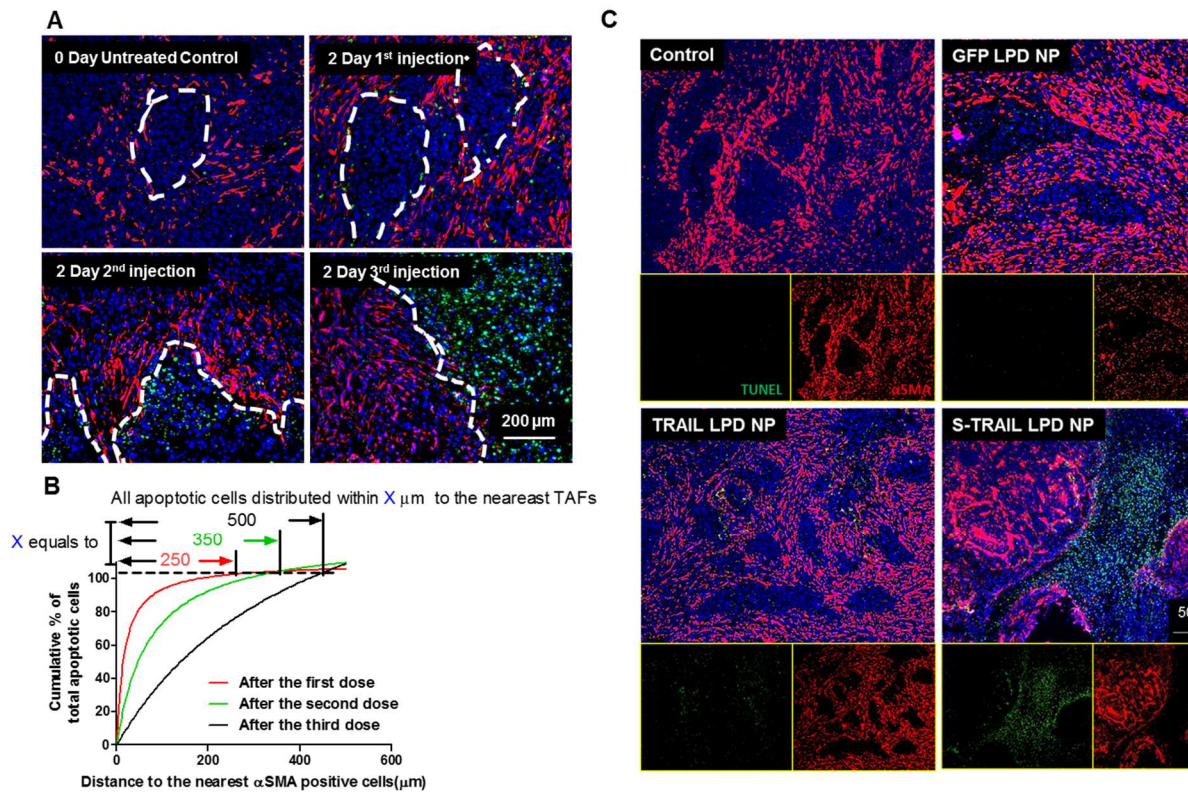 A
0 Day Untreated Control
2 Day 1st injection
2 Day 2nd injection
2 Day 3rd injection
200 µm
B
All apoptotic cells distributed within X µm to the neareast TAFs
X equals to
500
350
250
Cumulative % of
total apoptotic cells
100
80
60
40
20
0
After the first dose
After the second dose
After the third dose
0
200
400
600
Distance to the nearest αSMA positive cells(µm)
C
Control
GFP LPD NP
TUNEL
αSMA
TRAIL LPD NP
S-TRAIL LPD NP